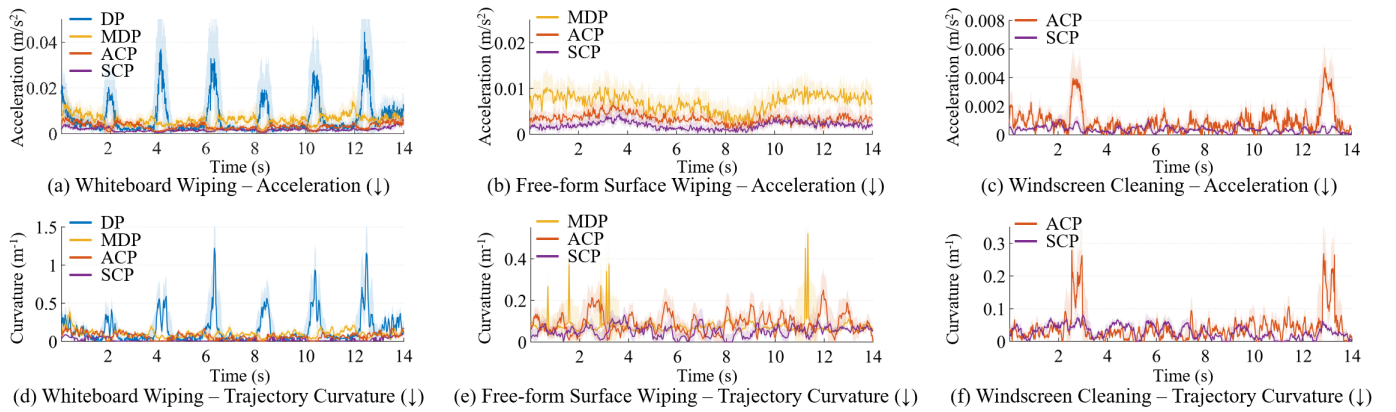 DP
MDP
ACP
SCP
Acceleration (m/s²)
0.04
0.02
0
2 4 6 8 10 12 14
Time (s)
(a) Whiteboard Wiping – Acceleration (↓)
MDP
ACP
SCP
Acceleration (m/s²)
0.02
0.01
0
2 4 6 8 10 12 14
Time (s)
(b) Free-form Surface Wiping – Acceleration (↓)
ACP
SCP
Acceleration (m/s²)
0.008
0.006
0.004
0.002
0
2 4 6 8 10 12 14
Time (s)
(c) Windscreen Cleaning – Acceleration (↓)
DP
MDP
ACP
SCP
Curvature (m⁻¹)
1.5
1
0.5
0
2 4 6 8 10 12 14
Time (s)
(d) Whiteboard Wiping – Trajectory Curvature (↓)
MDP
ACP
SCP
Curvature (m⁻¹)
0.4
0.2
0
2 4 6 8 10 12 14
Time (s)
(e) Free-form Surface Wiping – Trajectory Curvature (↓)
ACP
SCP
Curvature (m⁻¹)
0.3
0.2
0.1
0
2 4 6 8 10 12 14
Time (s)
(f) Windscreen Cleaning – Trajectory Curvature (↓)